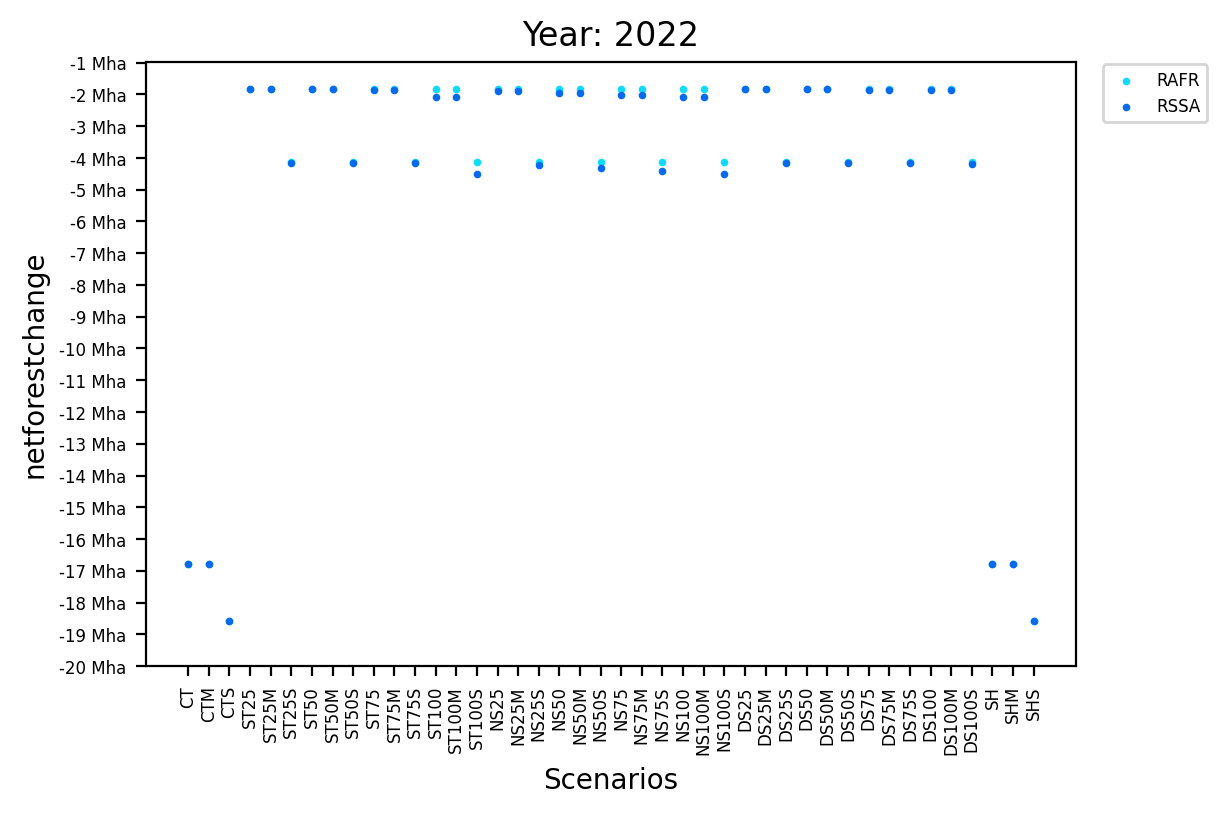 Year: 2022
RAFR
RSSA
-1 Mha
-2 Mha
-3 Mha
-4 Mha
-5 Mha
-6 Mha
-7 Mha
-8 Mha
-9 Mha
-10 Mha
-11 Mha
-12 Mha
-13 Mha
-14 Mha
-15 Mha
-16 Mha
-17 Mha
-18 Mha
-19 Mha
-20 Mha
netforestchange
CT
CTM
CTS
ST25
ST25M
ST25S
ST50
ST50M
ST50S
ST75
ST75M
ST75S
ST100
ST100M
ST100S
NS25
NS25M
NS25S
NS50
NS50M
NS50S
NS75
NS75M
NS75S
NS100
NS100M
NS100S
DS25
DS25M
DS25S
DS50
DS50M
DS50S
DS75
DS75M
DS75S
DS100
DS100M
DS100S
SH
SHM
SHS
Scenarios